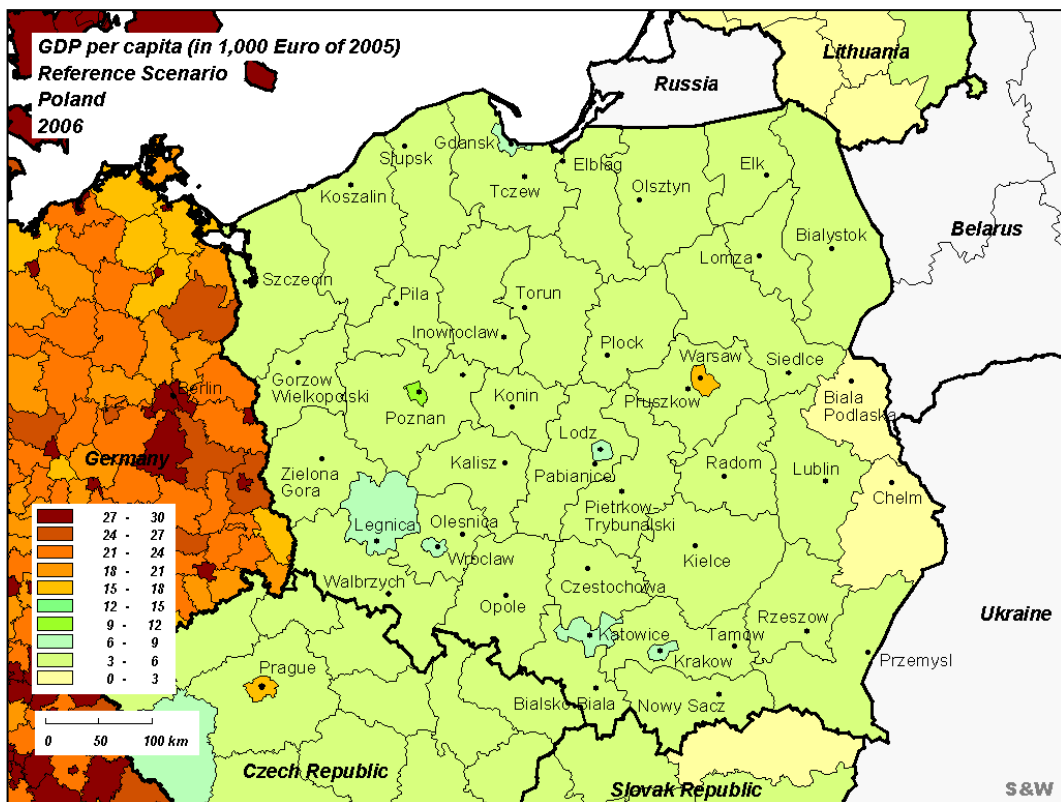 GDP per capita (in 1,000 Euro of 2005)
Reference Scenario
Poland
2006
Lithuania
Russia
Belarus
Gdansk
Slupsk
Elblag
Elk
Tczew
Koszalin
Olsztyn
Bialystok
Lomza
Szczecin
Pila
Torun
Inowroclaw
Plock
Warsaw
Siedlce
Gorzow
Wielkopolski
Berlin
Poznan
Konin
Pruszkow
Biala
Podlaska
Lodz
Germany
Zielona
Gora
Kalisz
Pabianice
Radom
Lublin
Chelm
Pietrkow-
Trybunalski
Legnica
Olesnica
Wroclaw
Kielce
Walbrzych
Opole
Czestochowa
Ukraine
Rzeszow
Katowice
Tarnow
Krakow
Przemysl
Prague
Bialsko-Biala
Nowy Sacz
Czech Republic
Slovak Republic
27 - 30
24 - 27
21 - 24
18 - 21
15 - 18
12 - 15
9 - 12
6 - 9
3 - 6
0 - 3
0 50 100 km
S&W